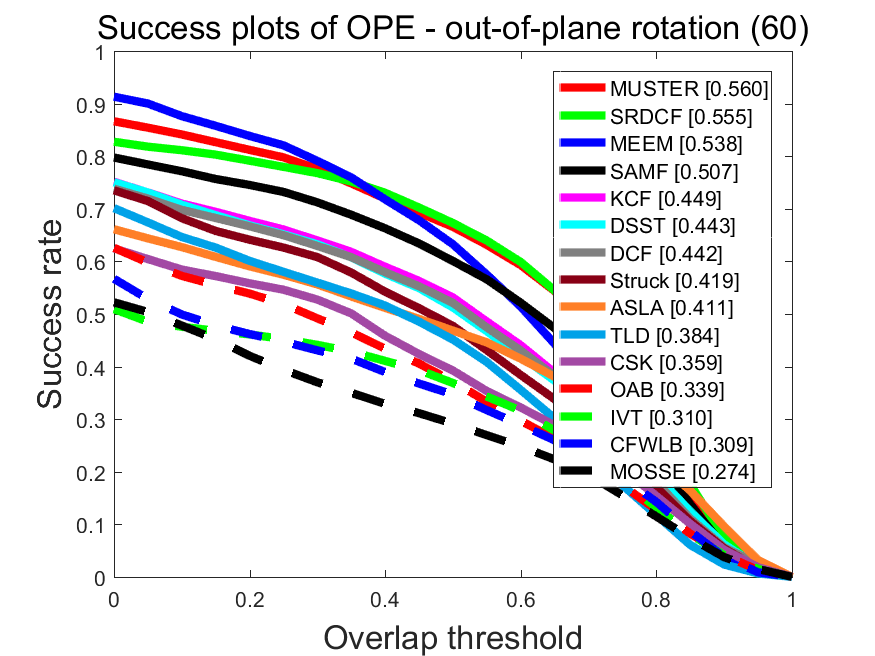 Success plots of OPE - out-of-plane rotation (60)
1
0.9
0.8
0.7
0.6
0.5
0.4
0.3
0.2
0.1
0
Success rate
MUSTER [0.560]
SRDCF [0.555]
MEEM [0.538]
SAMF [0.507]
KCF [0.449]
DSST [0.443]
DCF [0.442]
Struck [0.419]
ASLA [0.411]
TLD [0.384]
CSK [0.359]
OAB [0.339]
IVT [0.310]
CFWLB [0.309]
MOSSE [0.274]
0 0.2 0.4 0.6 0.8 1
Overlap threshold